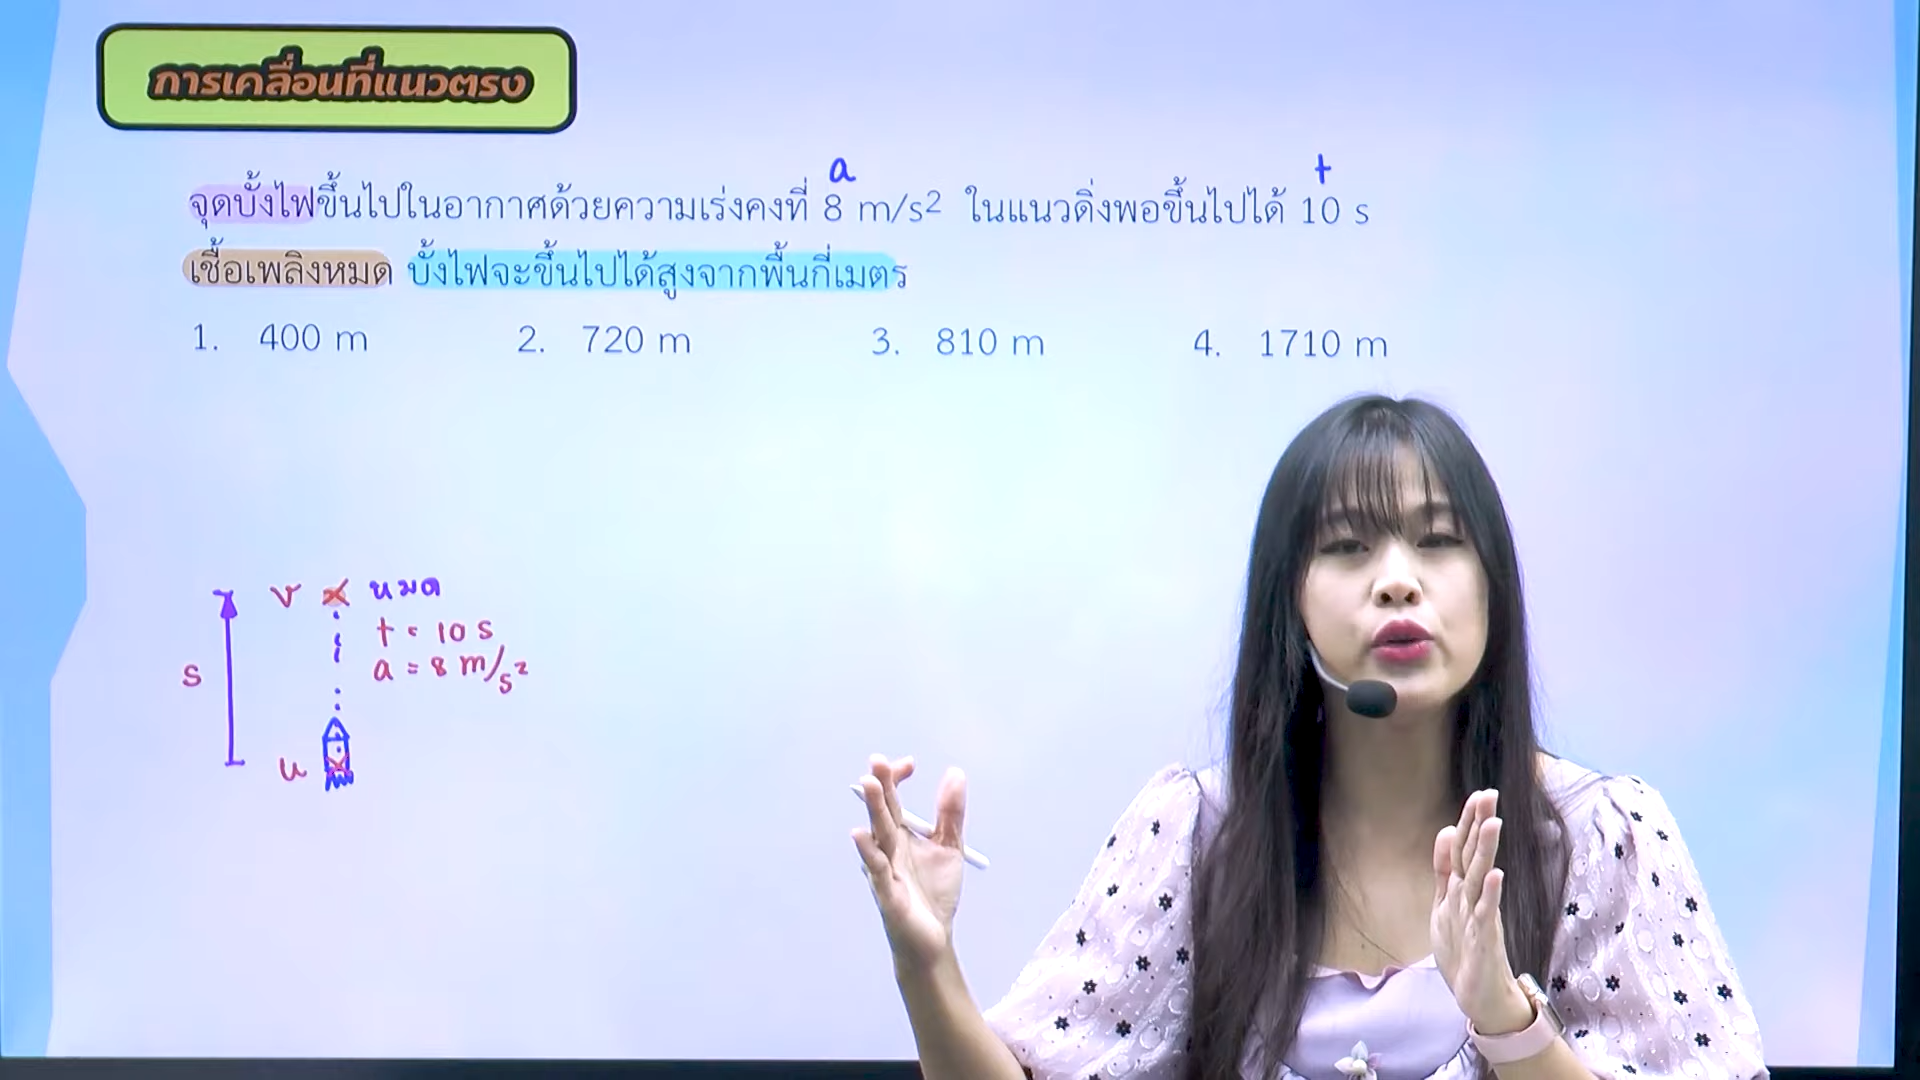 การเคลื่อนที่แนวตรง
a t
จุดบั้งไฟขึ้นไปในอากาศด้วยความเร่งคงที่ 8 m/s² ในแนวดิ่งพอขึ้นไปได้ 10 s
เชื้อเพลิงหมด บั้งไฟจะขึ้นไปได้สูงจากพื้นกี่เมตร
1. 400 m 2. 720 m 3. 810 m 4. 1710 m
v หมด
t = 10 s
s a = 8 m/s²
u